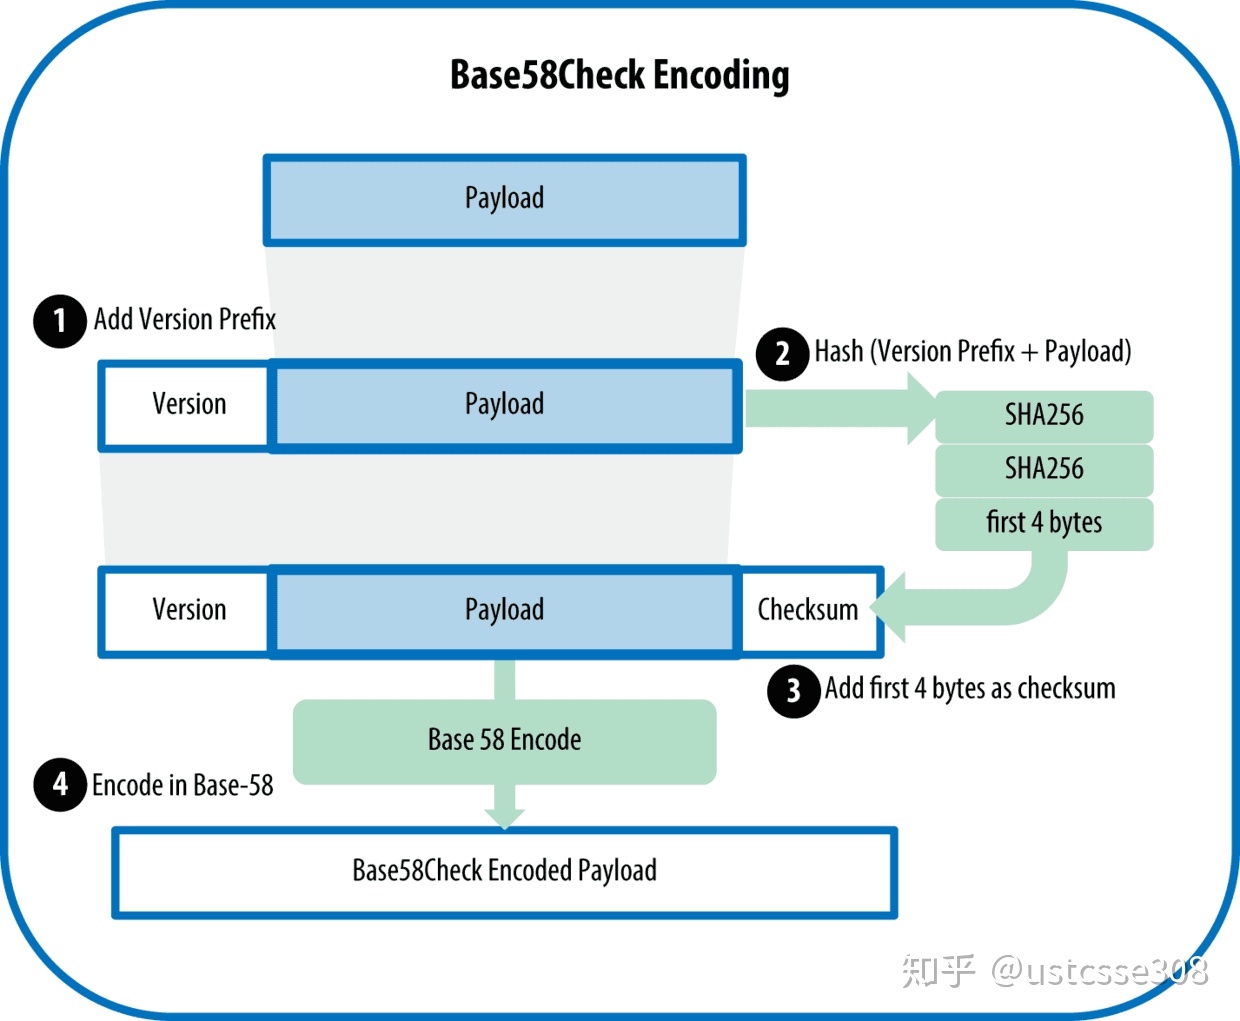 Base58Check Encoding
Payload
1 Add Version Prefix
2 Hash (Version Prefix + Payload)
Version Payload
SHA256
SHA256
first 4 bytes
Version Payload Checksum
3 Add first 4 bytes as checksum
Base 58 Encode
4 Encode in Base-58
Base58Check Encoded Payload
知乎 @ustcsse308